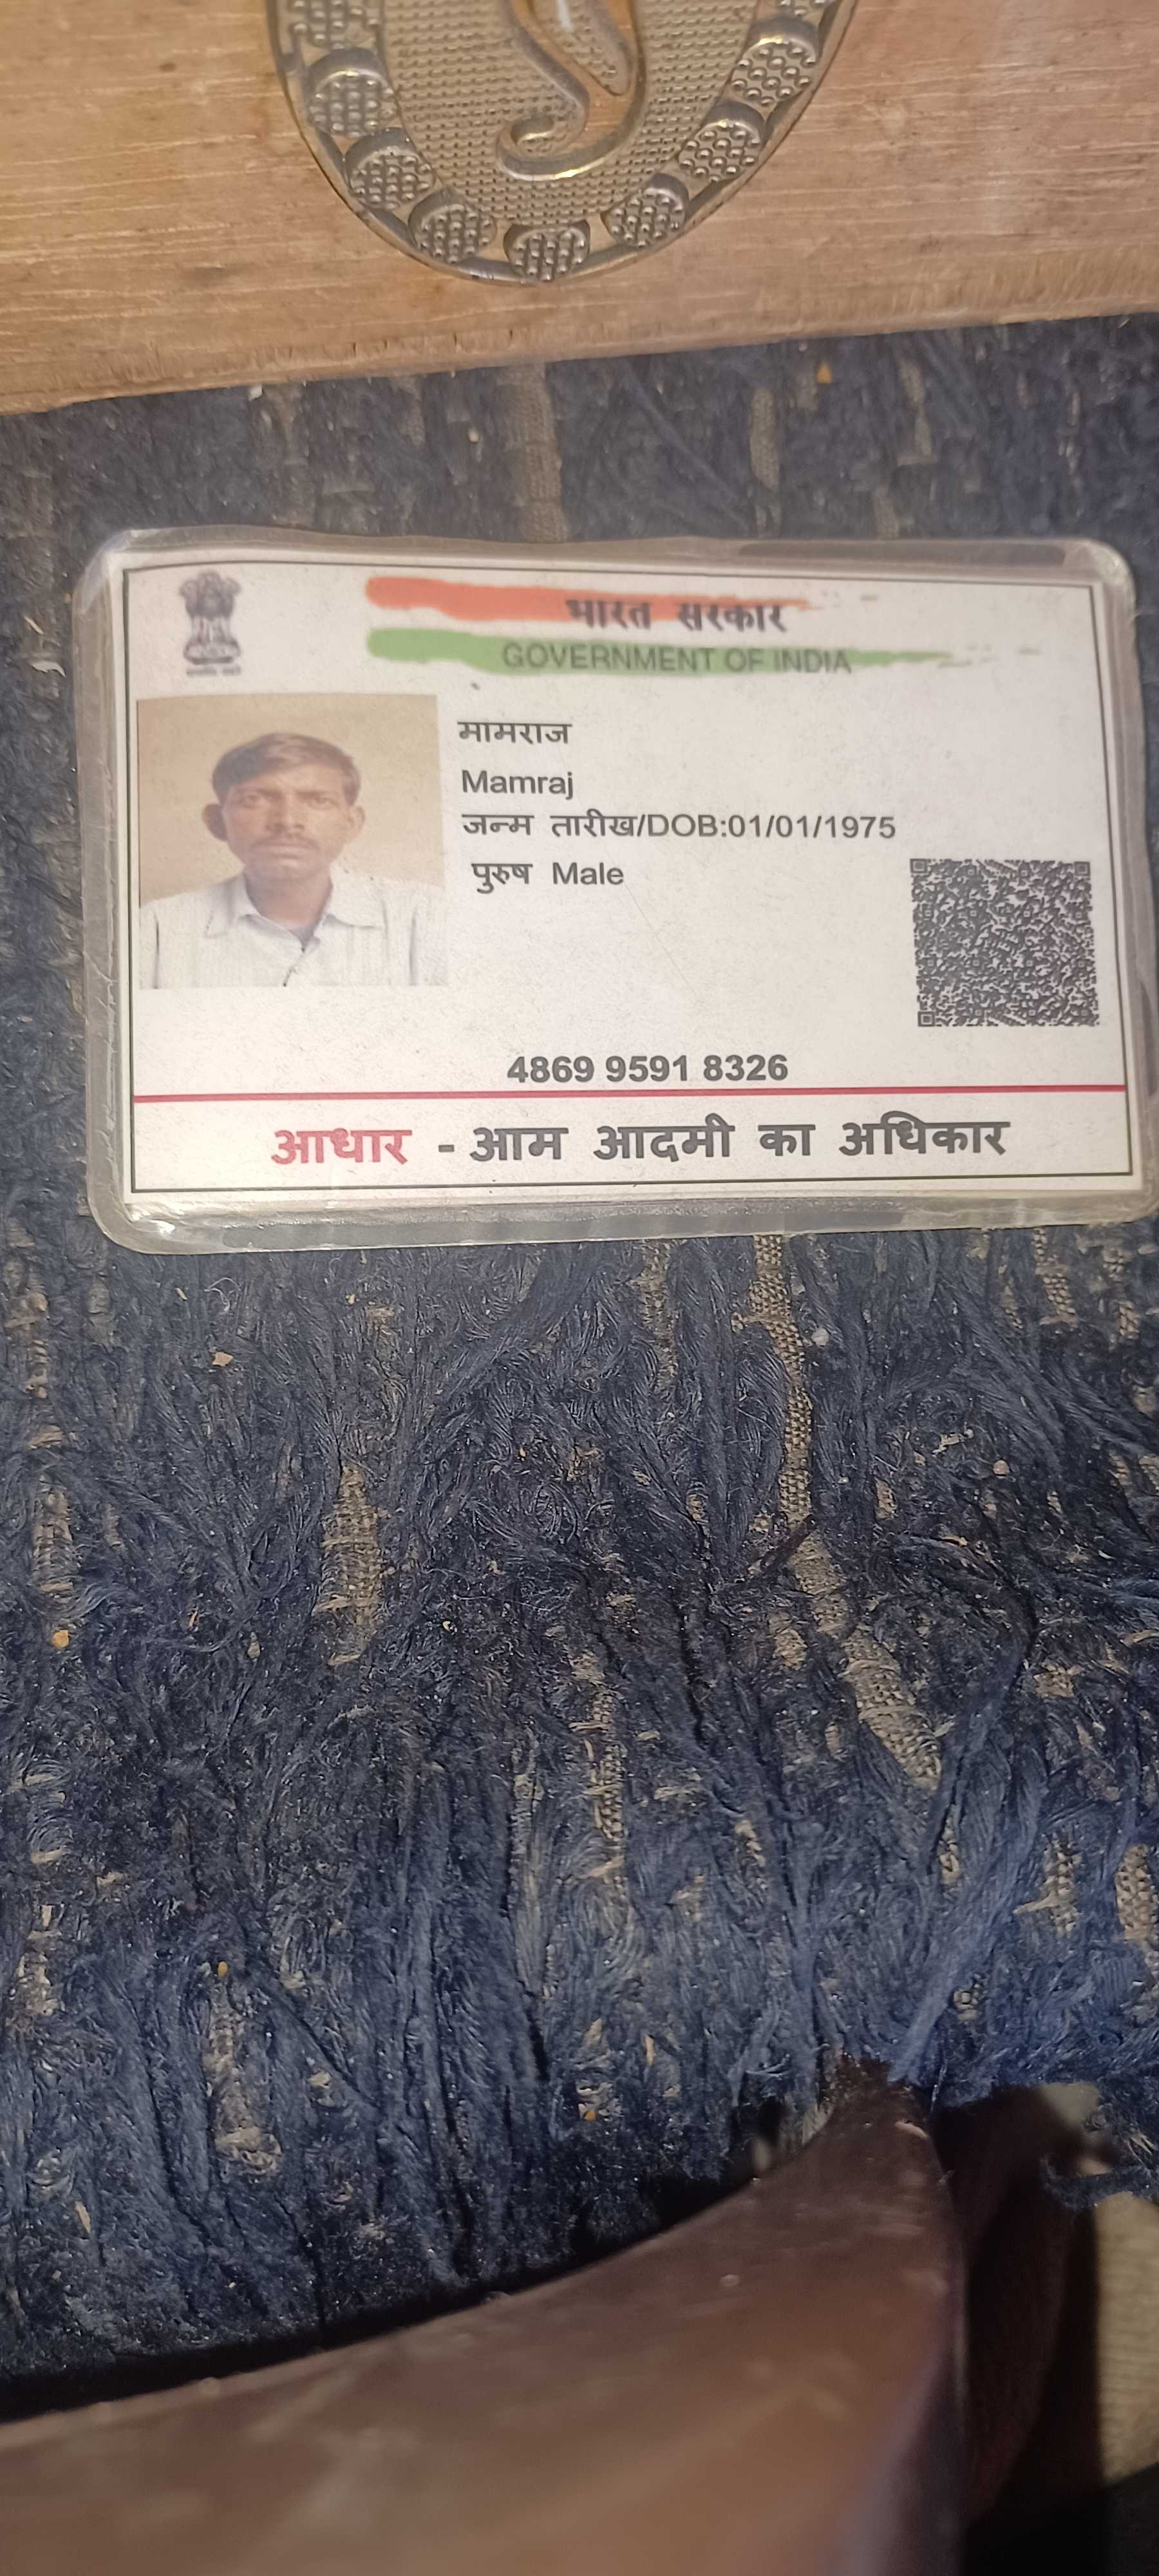 भारत सरकार
GOVERNMENT OF INDIA
मामराज
Mamraj
जन्म तारीख/DOB:01/01/1975
पुरुष Male
4869 9591 8326
आधार - आम आदमी का अधिकार